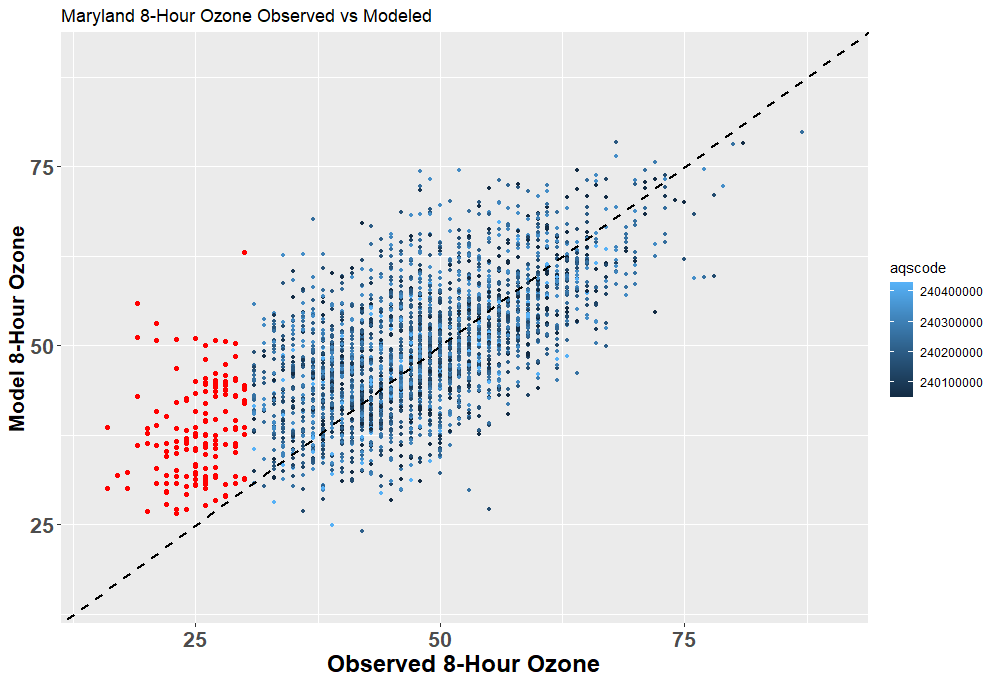 Maryland 8-Hour Ozone Observed vs Modeled
Model 8-Hour Ozone
75
50
25
25
50
75
Observed 8-Hour Ozone
aqscode
240400000
240300000
240200000
240100000